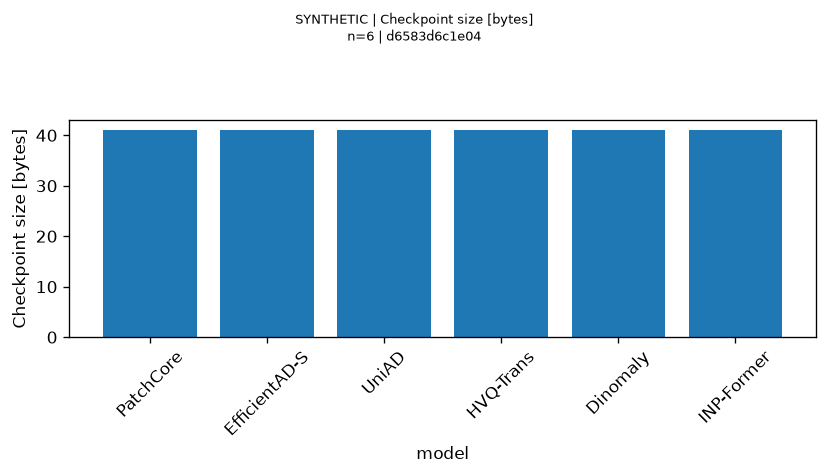 SYNTHETIC | Checkpoint size [bytes]
n=6 | d6583d6c1e04
Checkpoint size [bytes]
40
30
20
10
0
PatchCore
EfficientAD-S
UniAD
HVQ-Trans
Dinomaly
INP-Former
model